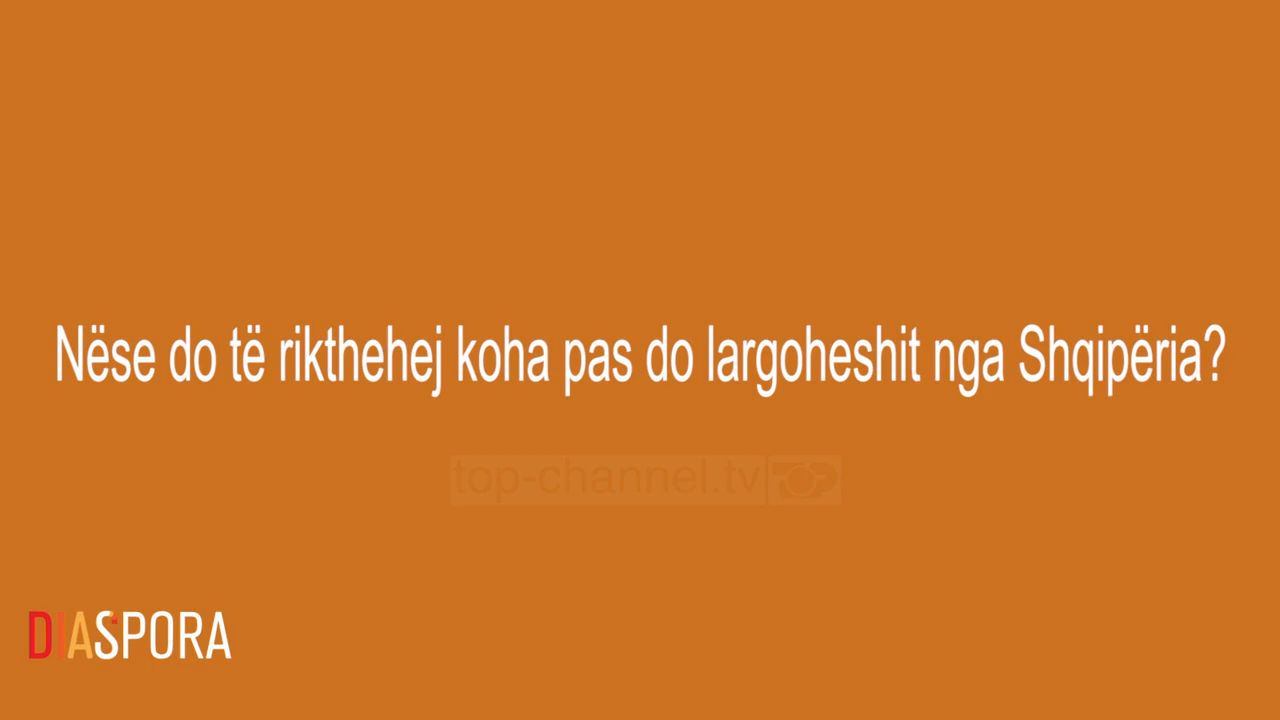 Nëse do të rikthehej koha pas do largoheshit nga Shqipëria?
top-channel.tv
DIASPORA